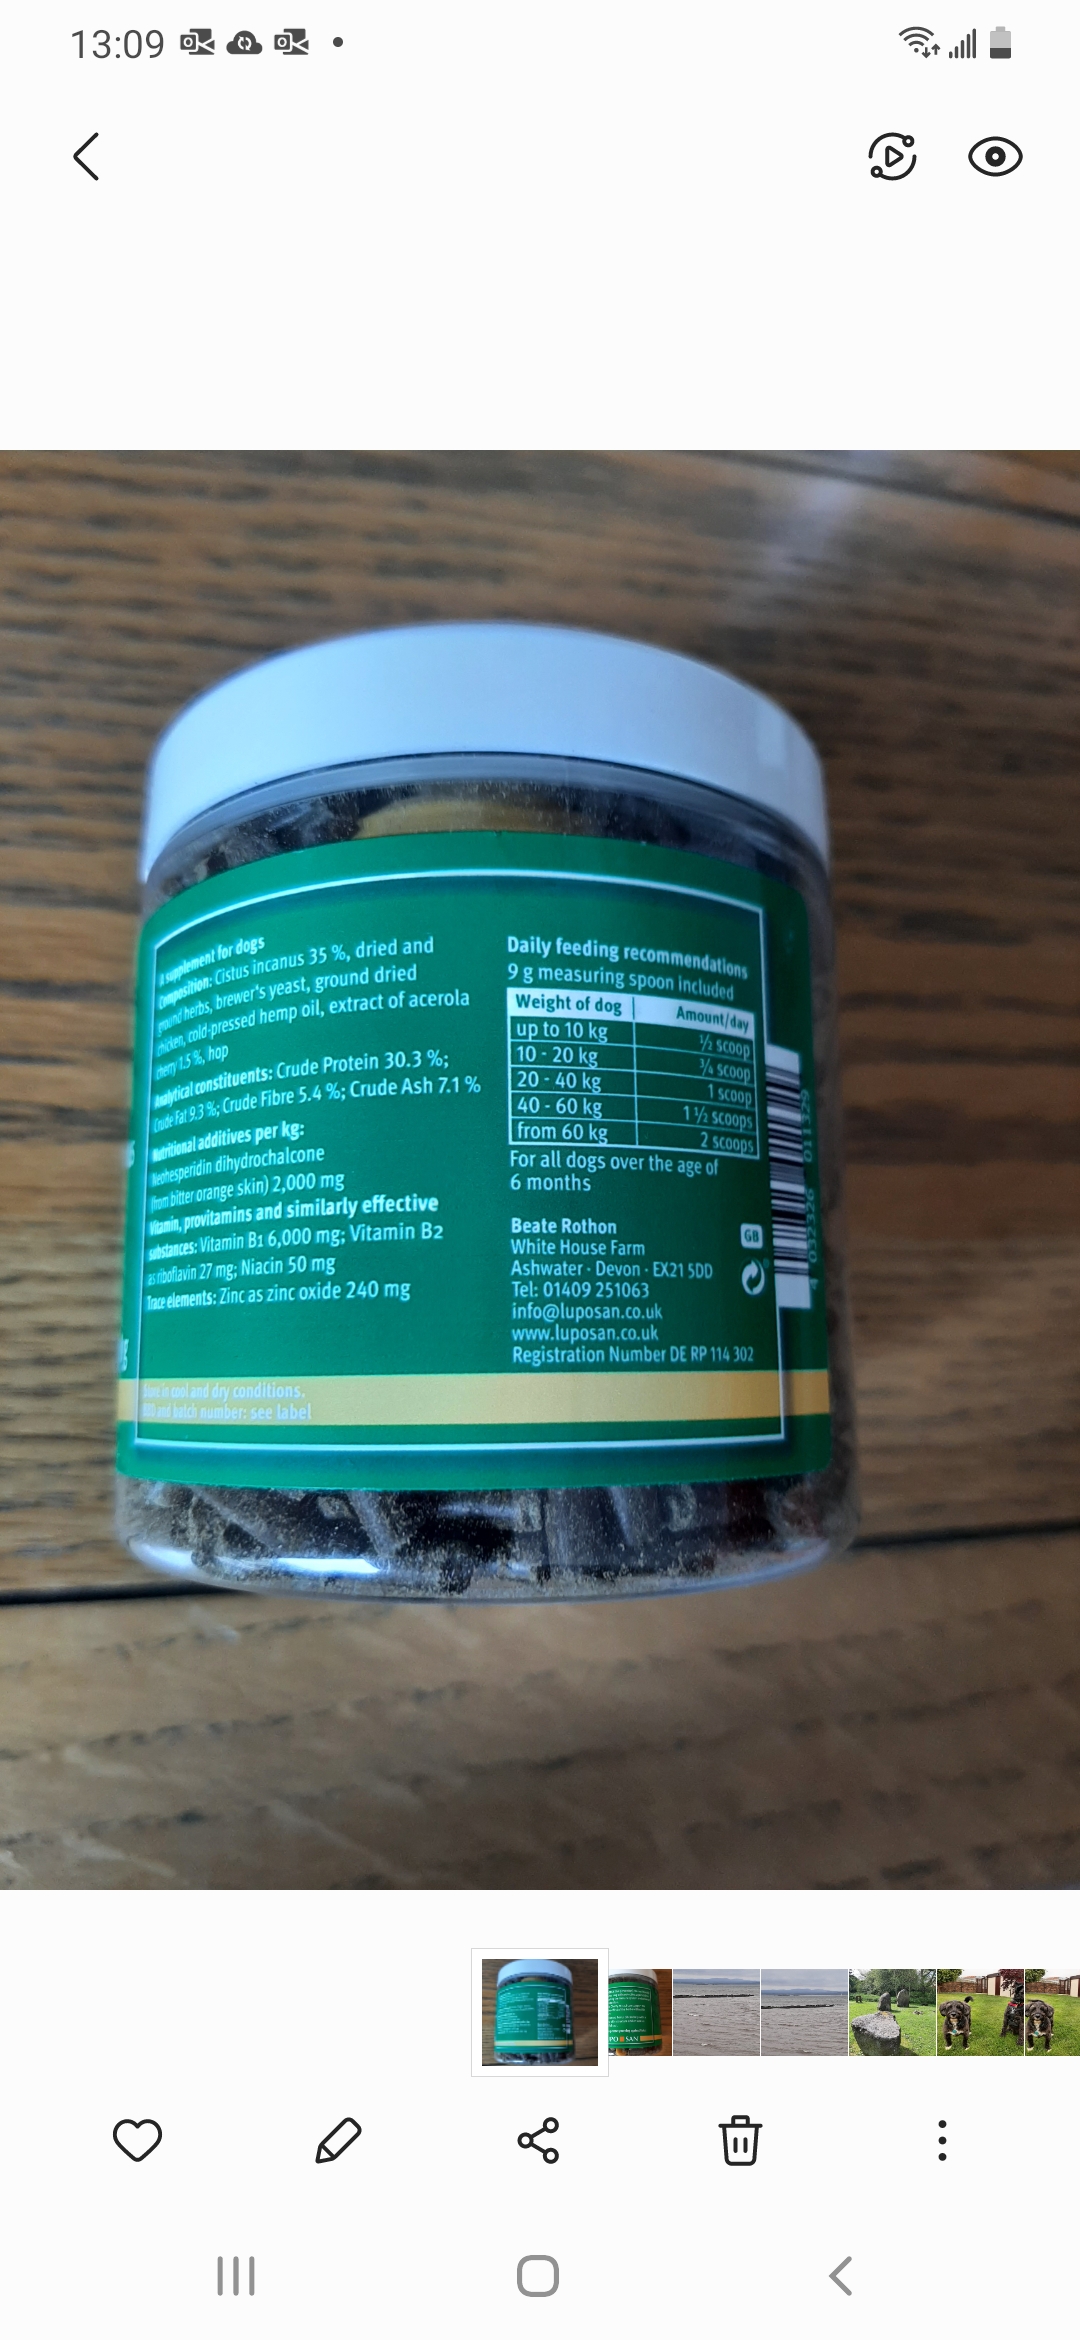 13:09
A supplement for dogs
Composition: Cistus incanus 35 %, dried and
ground herbs, brewer's yeast, ground dried
chicken, cold-pressed hemp oil, extract of acerola
cherry 1.5 %, hop
Analytical constituents: Crude Protein 30.3 %;
Crude Fat 9.3 %; Crude Fibre 5.4 %; Crude Ash 7.1 %
Nutritional additives per kg:
Neohesperidin dihydrochalcone
(from bitter orange skin) 2,000 mg
Vitamin, provitamins and similarly effective
substances: Vitamin B1 6,000 mg; Vitamin B2
as riboflavin 27 mg; Niacin 50 mg
Trace elements: Zinc as zinc oxide 240 mg
Store in cool and dry conditions.
BBD and batch number: see label
Daily feeding recommendations
9 g measuring spoon included
Weight of dog Amount/day
up to 10 kg ½ scoop
10 - 20 kg ¾ scoop
20 - 40 kg 1 scoop
40 - 60 kg 1 ½ scoops
from 60 kg 2 scoops
For all dogs over the age of
6 months
Beate Rothon
White House Farm
Ashwater · Devon · EX21 5DD
Tel: 01409 251063
info@luposan.co.uk
www.luposan.co.uk
Registration Number DE RP 114 302
GB